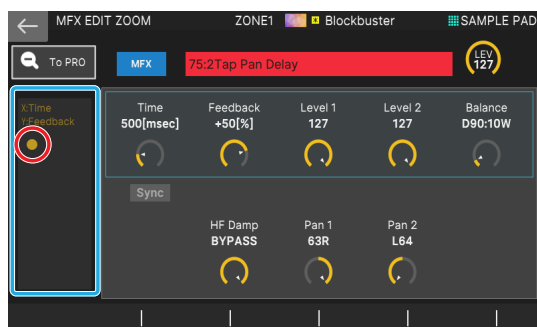 MFX EDIT ZOOM
ZONE1
Blockbuster
SAMPLE PAD
To PRO
MFX
75:2Tap Pan Delay
LEV
127
X:Time
Y:Feedback
Time
Feedback
Level 1
Level 2
Balance
500[msec]
+50[%]
127
127
D90:10W
Sync
HF Damp
Pan 1
Pan 2
BYPASS
63R
L64